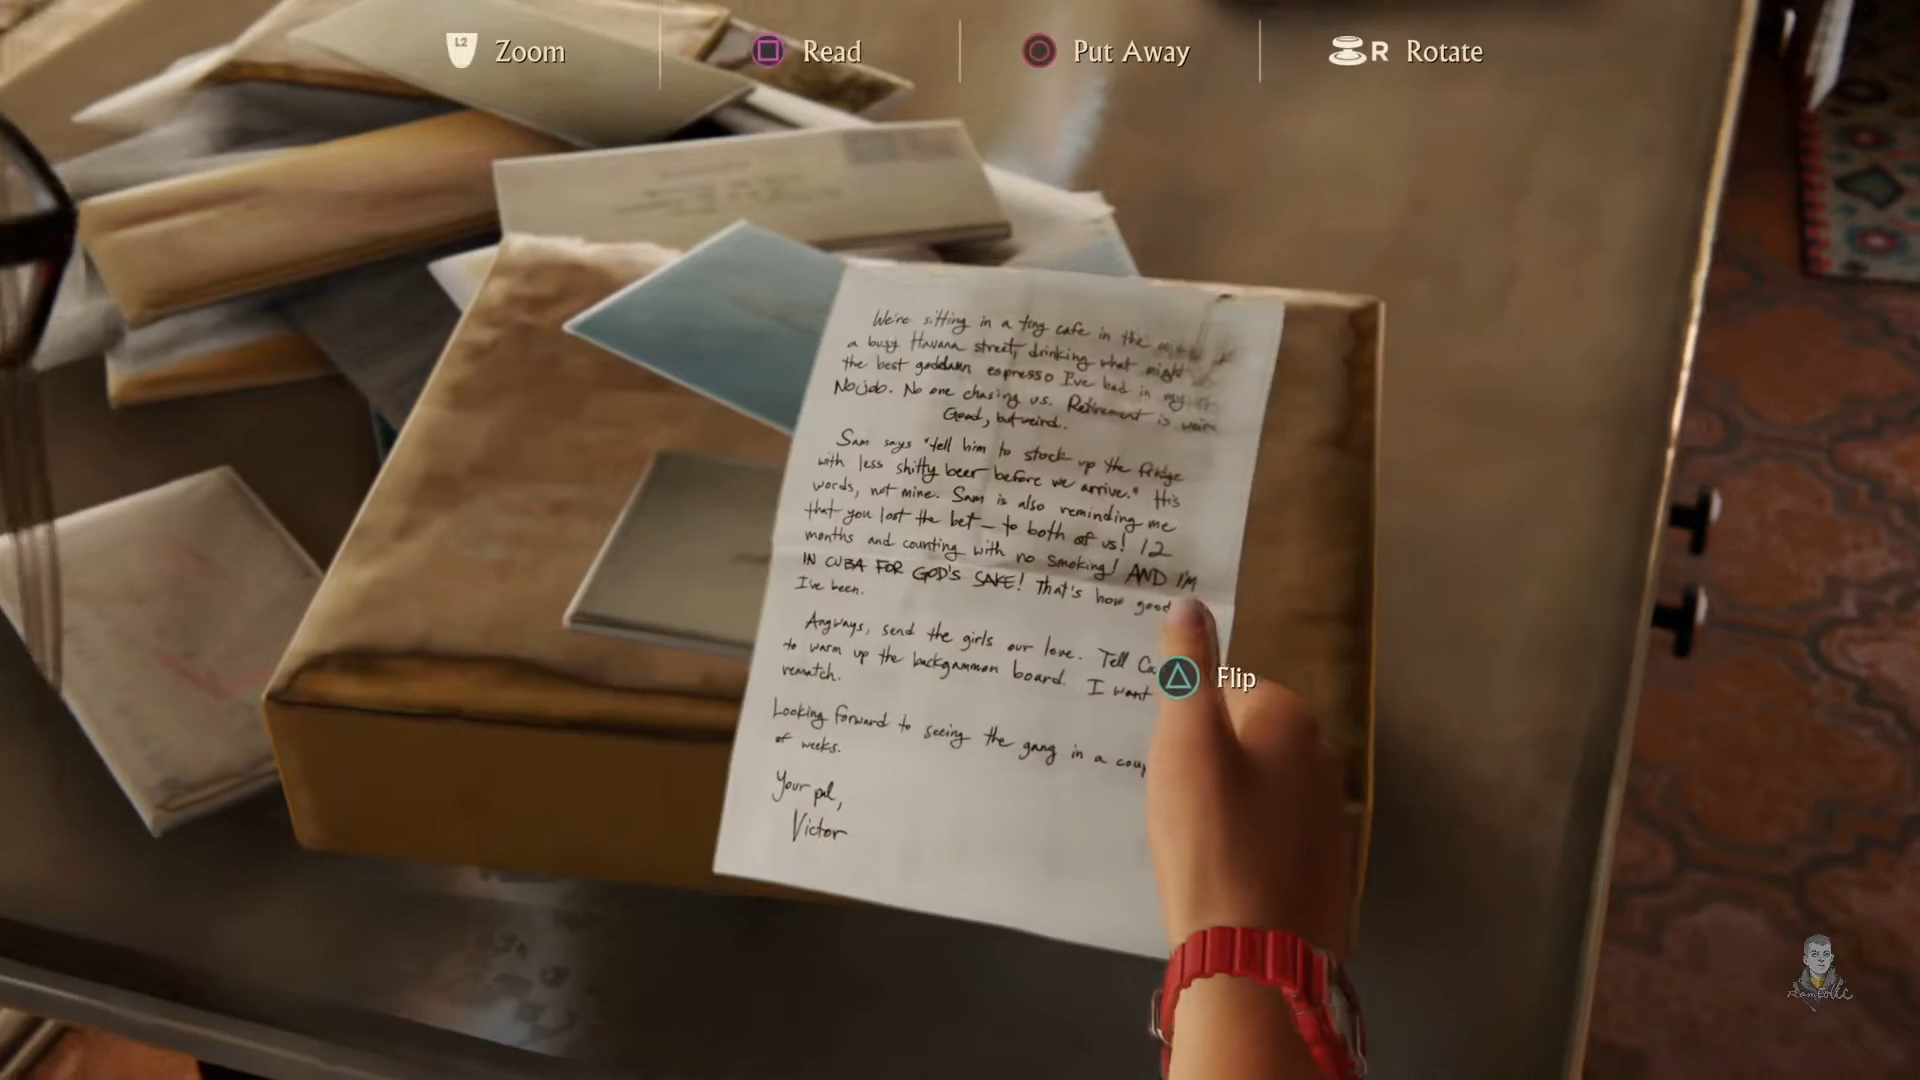 L2 Zoom
Read
Put Away
R Rotate
We're sitting in a tiny cafe in the
a busy Havana street, drinking what might
the best goddamn espresso I've had in my
No job. No one chasing us. Retirement is weird
Good, but weird.
Sam says "tell him to stock up the fridge
with less shitty beer before we arrive." His
words, not mine. Sam is also reminding me
that you lost the bet – to both of us! 12
months and counting with no smoking! AND I'M
IN CUBA FOR GOD'S SAKE! That's how good
I've been.
Anyways, send the girls our love. Tell Ca
to warm up the backgammon board. I want
rematch.
Flip
Looking forward to seeing the gang in a coup
of weeks.
Your pal,
Victor